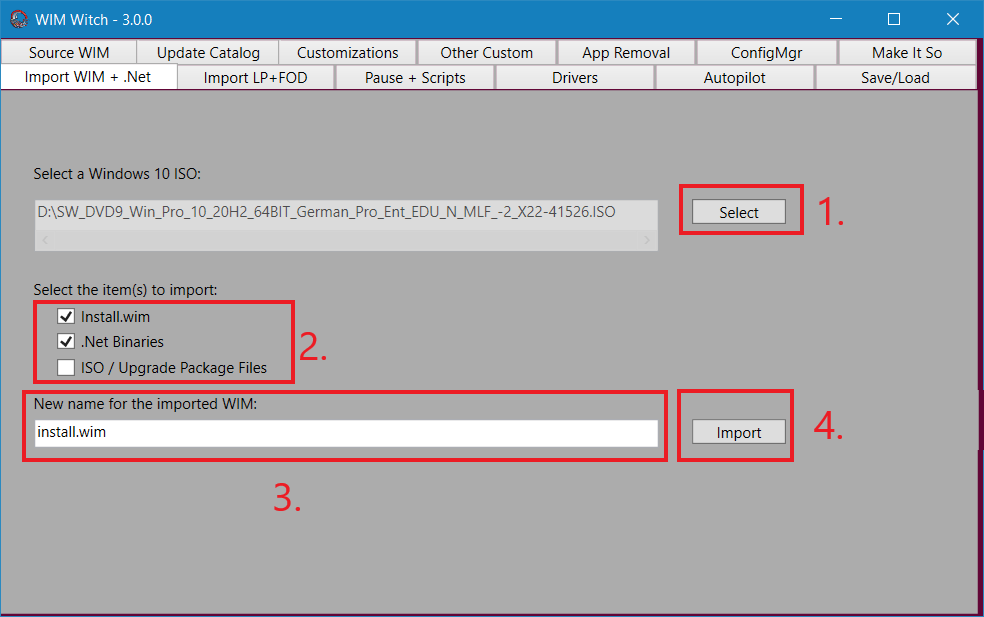 WIM Witch - 3.0.0
Source WIM Update Catalog Customizations Other Custom App Removal ConfigMgr Make It So
Import WIM + .Net Import LP+FOD Pause + Scripts Drivers Autopilot Save/Load
Select a Windows 10 ISO:
D:\SW_DVD9_Win_Pro_10_20H2_64BIT_German_Pro_Ent_EDU_N_MLF_-2_X22-41526.ISO
Select
1.
Select the item(s) to import:
Install.wim
.Net Binaries
ISO / Upgrade Package Files
2.
New name for the imported WIM:
install.wim
Import
4.
3.